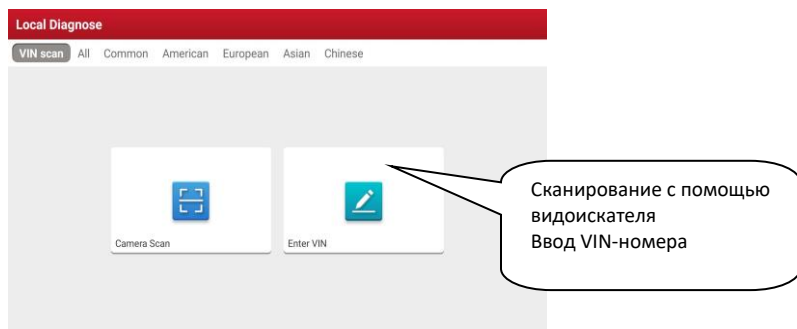 Local Diagnose
VIN scan All Common American European Asian Chinese
Camera Scan
Enter VIN
Сканирование с помощью
видоискателя
Ввод VIN-номера